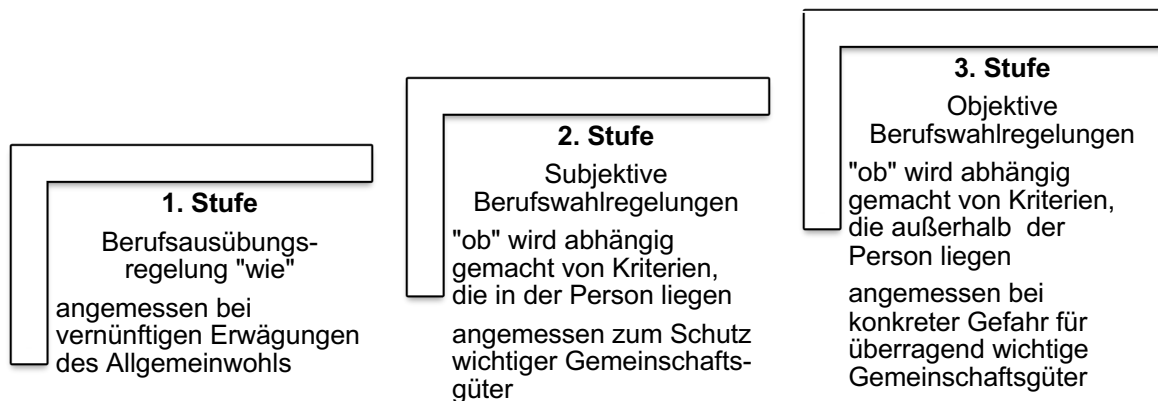 1. Stufe
Berufsausübungs-
regelung "wie"
angemessen bei
vernünftigen Erwägungen
des Allgemeinwohls
2. Stufe
Subjektive
Berufswahlregelungen
"ob" wird abhängig
gemacht von Kriterien,
die in der Person liegen
angemessen zum Schutz
wichtiger Gemeinschafts-
güter
3. Stufe
Objektive
Berufswahlregelungen
"ob" wird abhängig
gemacht von Kriterien,
die außerhalb der
Person liegen
angemessen bei
konkreter Gefahr für
überragend wichtige
Gemeinschaftsgüter